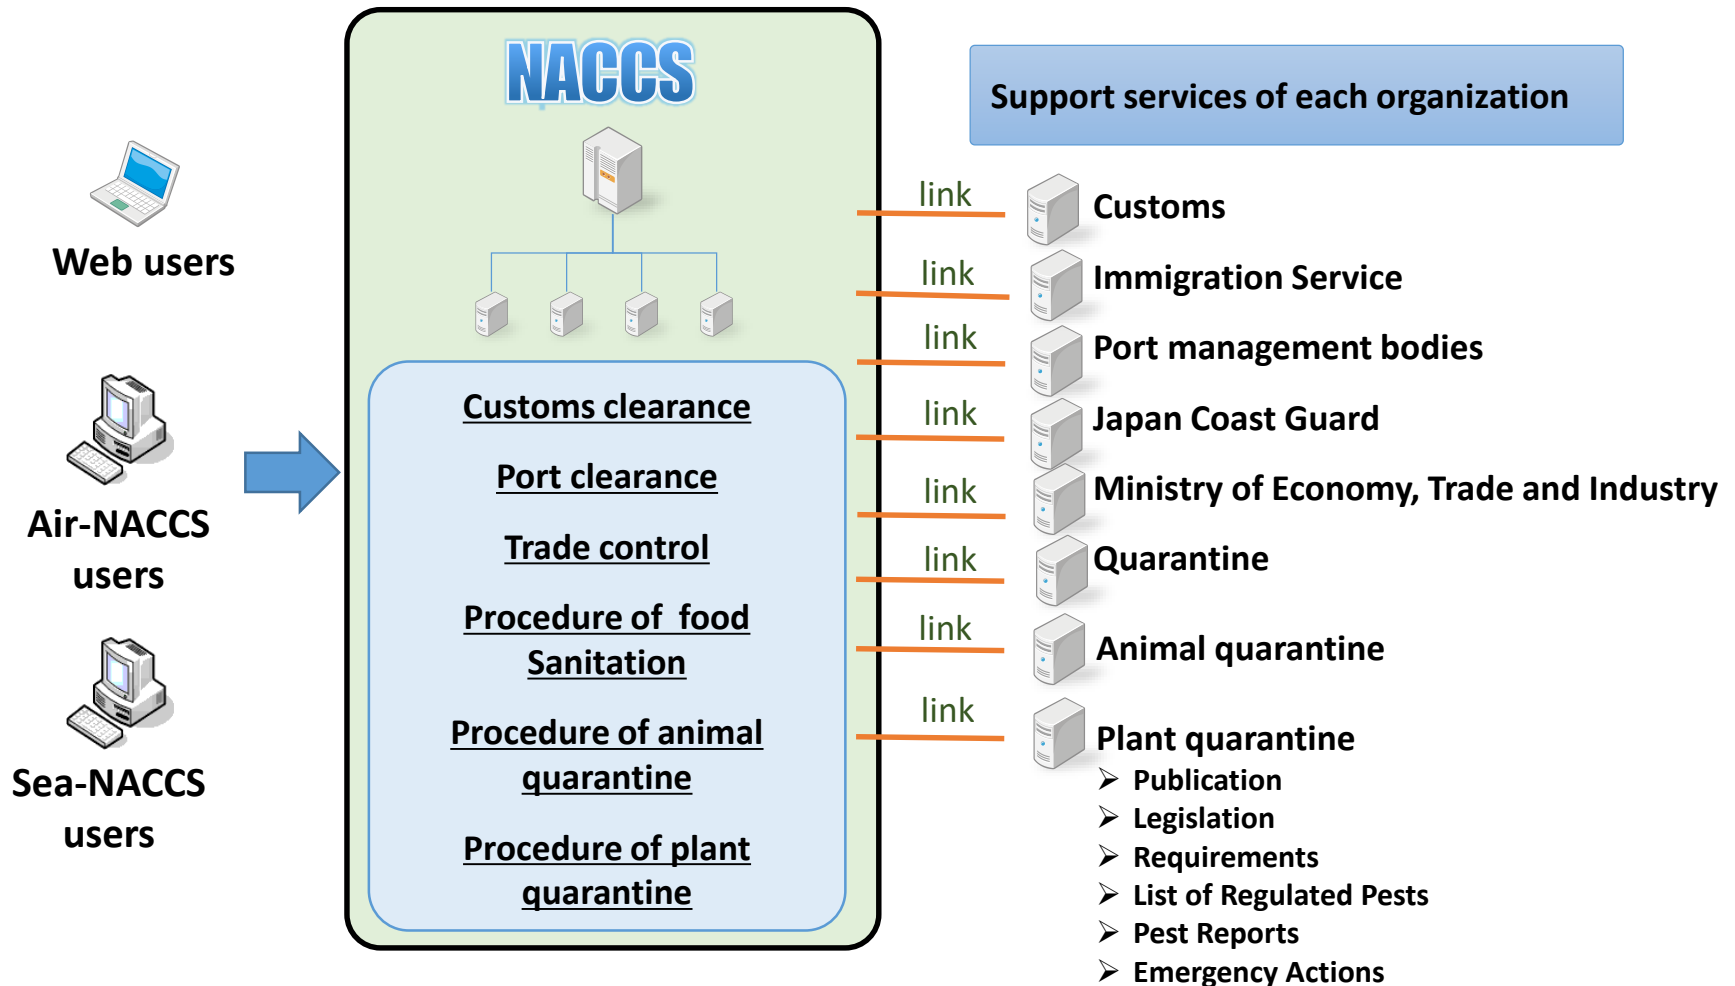 NACCS
Support services of each organization
Web users
Air-NACCS
users
Sea-NACCS
users
Customs clearance
Port clearance
Trade control
Procedure of  food
Sanitation
Procedure of animal
quarantine
Procedure of plant
quarantine
link
Customs
link
Immigration Service
link
Port management bodies
link
Japan Coast Guard
link
Ministry of Economy, Trade and Industry
link
Quarantine
link
Animal quarantine
link
Plant quarantine
➢ Publication
➢ Legislation
➢ Requirements
➢ List of Regulated Pests
➢ Pest Reports
➢ Emergency Actions